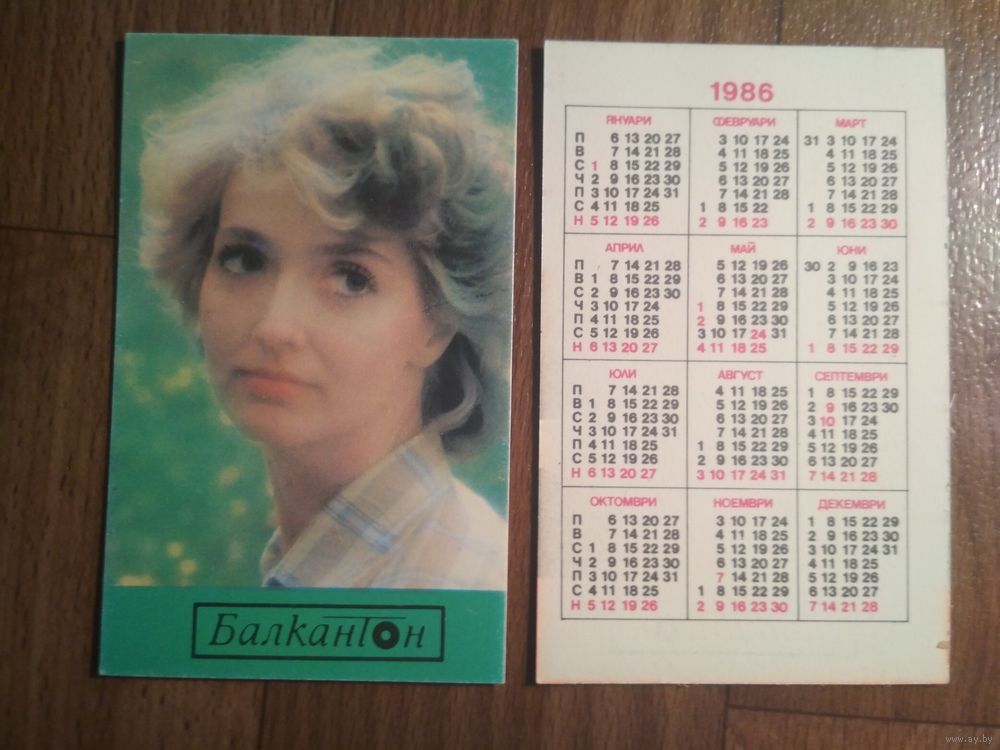 БалканТон
1986
ЯНУАРИ ФЕВРУАРИ МАРТ
П 6 13 20 27 3 10 17 24 31 3 10 17 24
В 7 14 21 28 4 11 18 25 4 11 18 25
С 1 8 15 22 29 5 12 19 26 5 12 19 26
Ч 2 9 16 23 30 6 13 20 27 6 13 20 27
П 3 10 17 24 31 7 14 21 28 7 14 21 28
С 4 11 18 25 1 8 15 22 1 8 15 22 29
Н 5 12 19 26 2 9 16 23 2 9 16 23 30
АПРИЛ МАЙ ЮНИ
П 7 14 21 28 5 12 19 26 30 2 9 16 23
В 1 8 15 22 29 6 13 20 27 3 10 17 24
С 2 9 16 23 30 7 14 21 28 4 11 18 25
Ч 3 10 17 24 1 8 15 22 29 5 12 19 26
П 4 11 18 25 2 9 16 23 30 6 13 20 27
С 5 12 19 26 3 10 17 24 31 7 14 21 28
Н 6 13 20 27 4 11 18 25 1 8 15 22 29
ЮЛИ АВГУСТ СЕПТЕМВРИ
П 7 14 21 28 4 11 18 25 1 8 15 22 29
В 1 8 15 22 29 5 12 19 26 2 9 16 23 30
С 2 9 16 23 30 6 13 20 27 3 10 17 24
Ч 3 10 17 24 31 7 14 21 28 4 11 18 25
П 4 11 18 25 1 8 15 22 29 5 12 19 26
С 5 12 19 26 2 9 16 23 30 6 13 20 27
Н 6 13 20 27 3 10 17 24 31 7 14 21 28
ОКТОМВРИ НОЕМВРИ ДЕКЕМВРИ
П 6 13 20 27 3 10 17 24 1 8 15 22 29
В 7 14 21 28 4 11 18 25 2 9 16 23 30
С 1 8 15 22 29 5 12 19 26 3 10 17 24 31
Ч 2 9 16 23 30 6 13 20 27 4 11 18 25
П 3 10 17 24 31 7 14 21 28 5 12 19 26
С 4 11 18 25 1 8 15 22 29 6 13 20 27
Н 5 12 19 26 2 9 16 23 30 7 14 21 28
www.ay.by